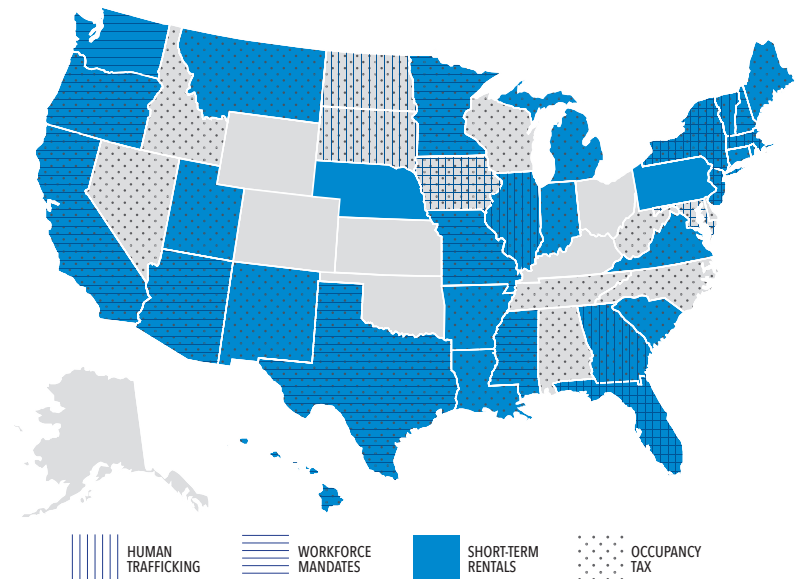 HUMAN
TRAFFICKING
WORKFORCE
MANDATES
SHORT-TERM
RENTALS
OCCUPANCY
TAX